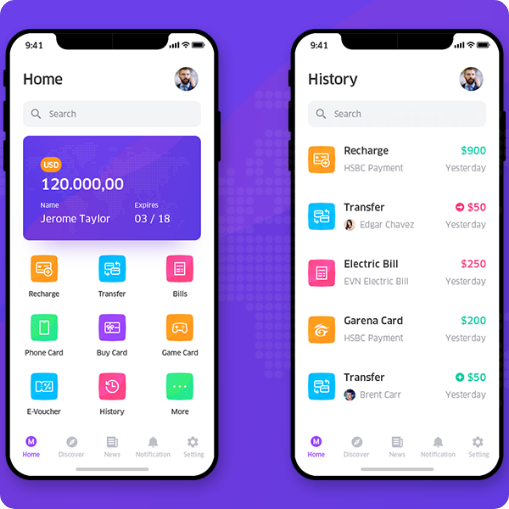 9:41
Home
Search
USD
120.000,00
Name
Expires
Jerome Taylor
03 / 18
Recharge
Transfer
Bills
Phone Card
Buy Card
Game Card
E-Voucher
History
More
M
Home
Discover
News
Notification
Setting
9:41
History
Search
Recharge
$900
HSBC Payment
Yesterday
Transfer
$50
Edgar Chavez
Yesterday
Electric Bill
$250
EVN Electric Bill
Yesterday
Garena Card
$200
HSBC Payment
Yesterday
Transfer
$50
Brent Carr
Yesterday
M
Home
Discover
News
Notification
Setting